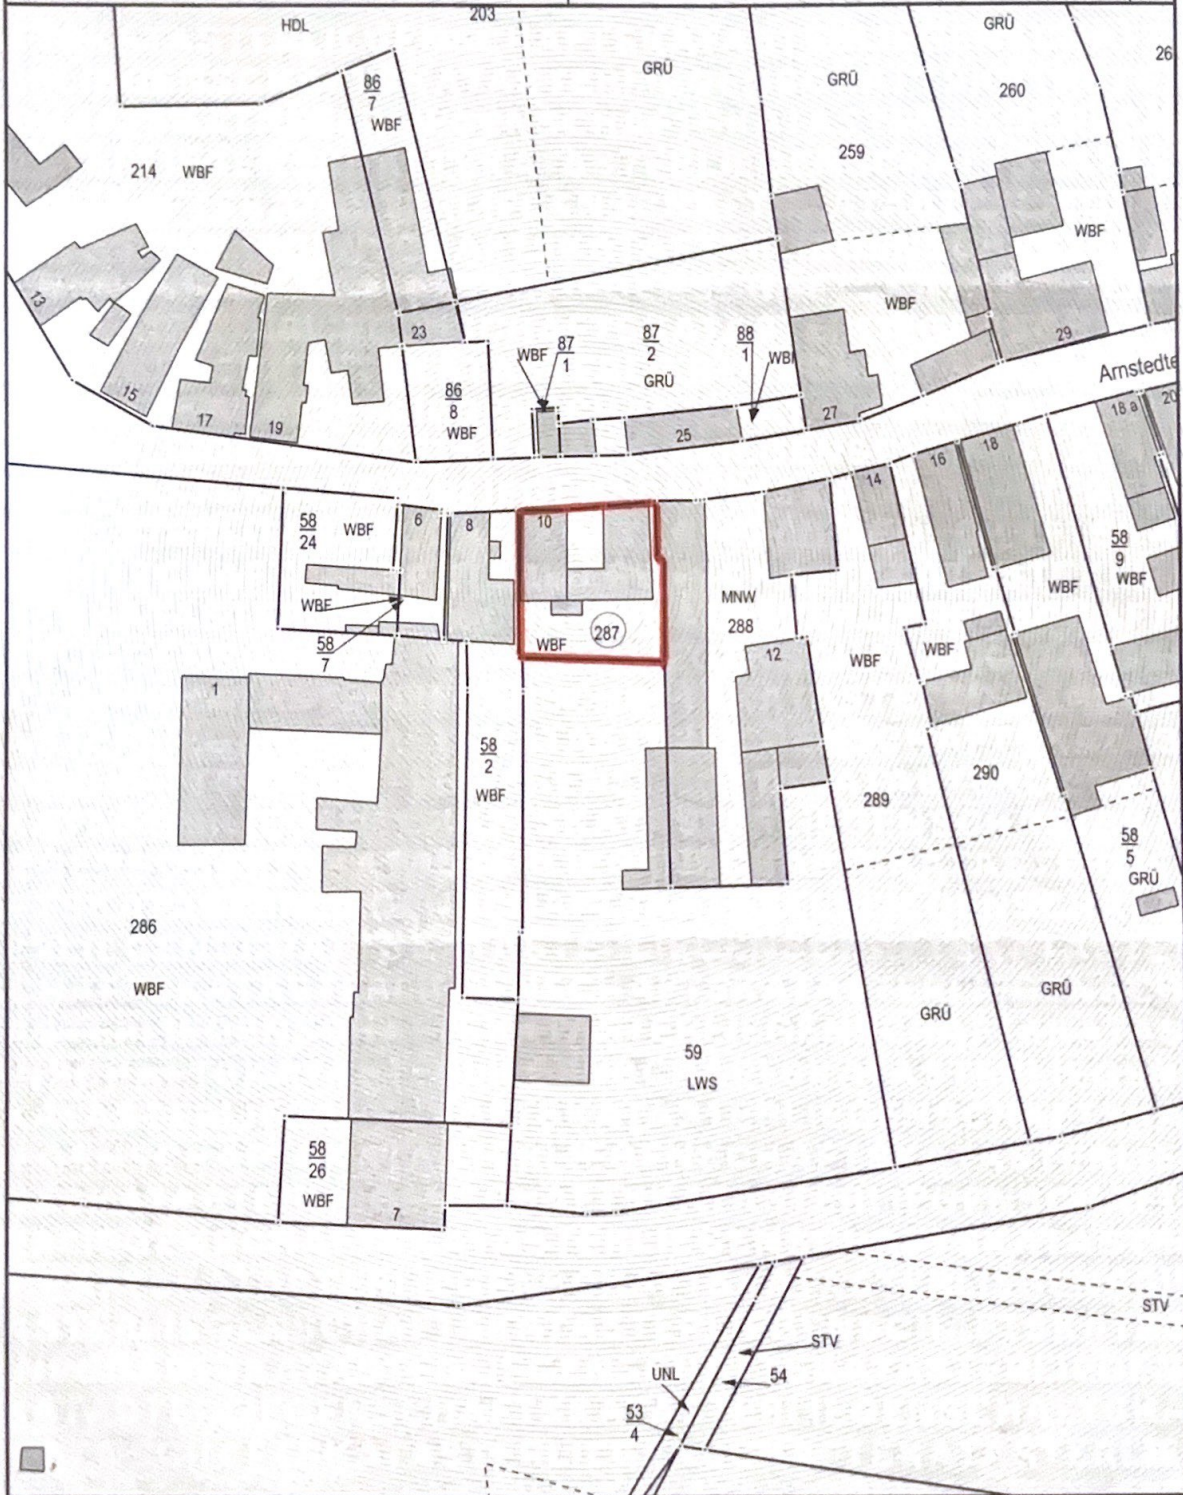 HDL
203
GRÜ
GRÜ
GRÜ
26
260
86
7
WBF
259
214 WBF
WBF
13
WBF
23
29
87
2
88
1
WBF
87
1
WB
GRÜ
Arnstedte
15
17
19
86
8
WBF
25
27
18 a
20
18
16
14
58
24
WBF
6
8
10
58
9
WBF
WBF
MNW
288
WBF
58
7
WBF
287
12
WBF
WBF
1
58
2
WBF
290
289
58
5
GRÜ
286
WBF
GRÜ
GRÜ
59
LWS
58
26
WBF
7
STV
STV
UNL
54
53
4